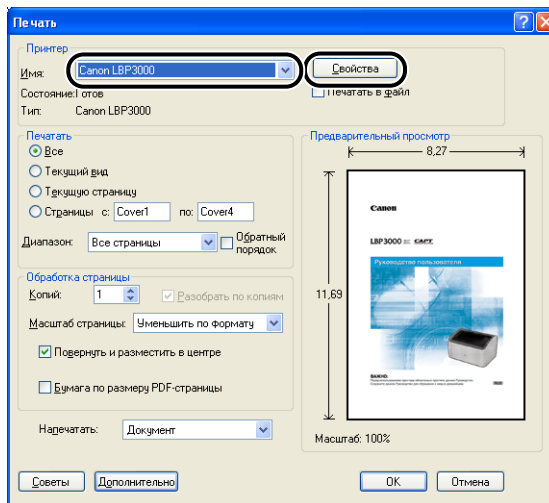 Печать
Принтер
Имя: Canon LBP3000 Свойства
Состояние: Готов Печатать в файл
Тип: Canon LBP3000
Печатать
Все
Текущий вид
Текущую страницу
Страницы с: Cover1 по: Cover4
Диапазон: Все страницы Обратный порядок
Обработка страницы
Копий: 1 Разобрать по копиям
Масштаб страницы: Уменьшить по формату
Повернуть и разместить в центре
Бумага по размеру PDF-страницы
Напечатать: Документ
Предварительный просмотр
8,27
11,69
Canon
LBP3000 CAPT
Руководство пользователя
ВАЖНО:
Масштаб: 100%
Советы Дополнительно OK Отмена